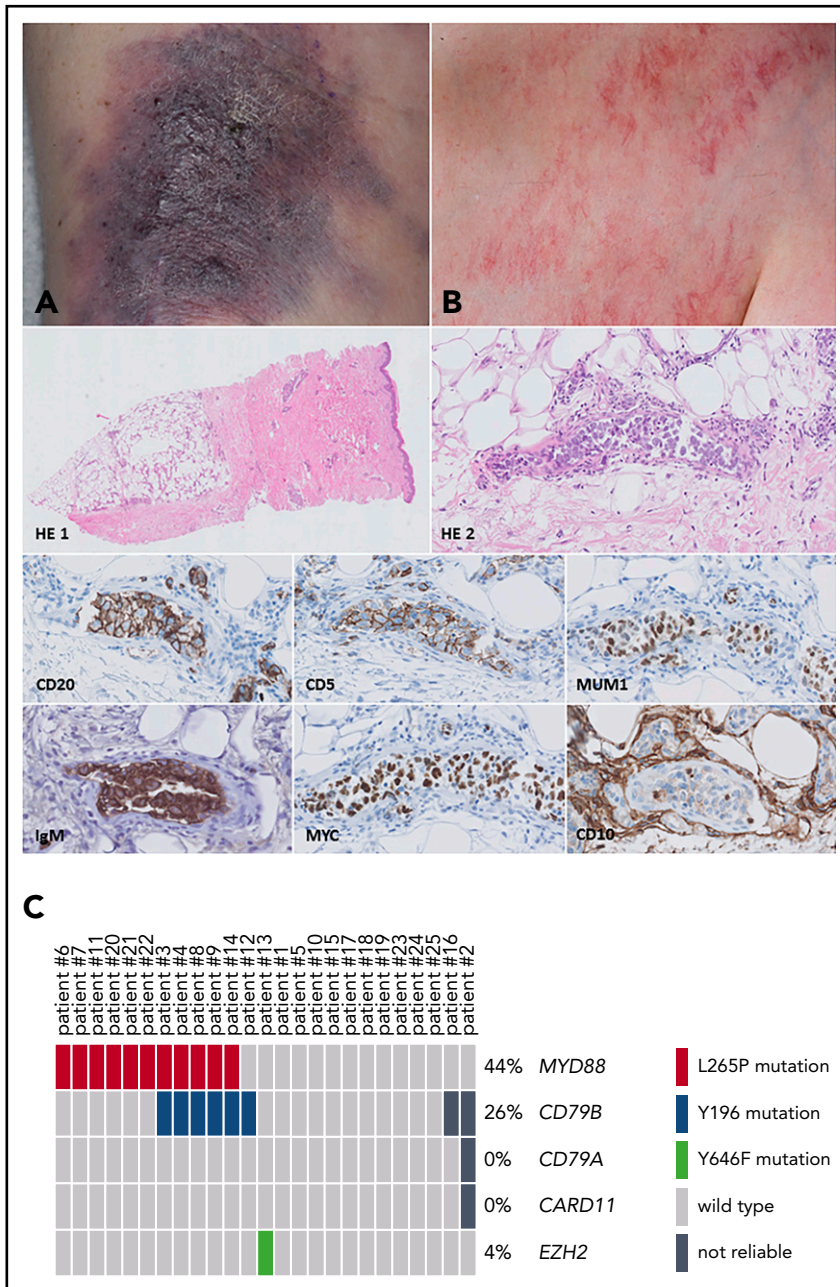 A
B
HE 1
HE 2
CD20
CD5
MUM1
IgM
MYC
CD10
C
patient #6
patient #7
patient #11
patient #20
patient #21
patient #22
patient #3
patient #4
patient #8
patient #9
patient #14
patient #12
patient #13
patient #1
patient #5
patient #10
patient #15
patient #17
patient #18
patient #19
patient #23
patient #24
patient #25
patient #16
patient #2
44% MYD88 L265P mutation
26% CD79B Y196 mutation
0% CD79A Y646F mutation
0% CARD11 wild type
4% EZH2 not reliable